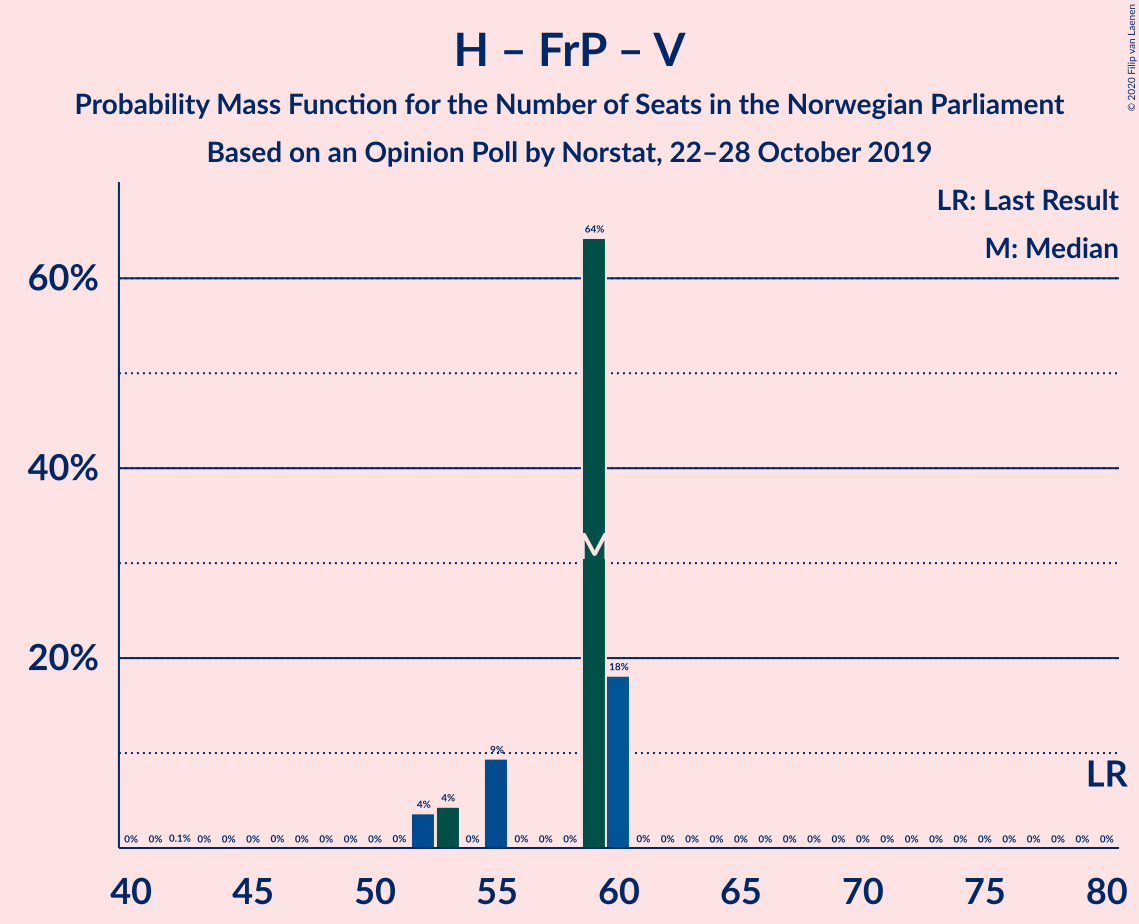 © 2020 Filip van Laenen
H – FrP – V
Probability Mass Function for the Number of Seats in the Norwegian Parliament
Based on an Opinion Poll by Norstat, 22–28 October 2019
LR: Last Result
M: Median
64%
60%
40%
M
20%
18%
9%
LR
4% 4%
0% 0% 0.1% 0% 0% 0% 0% 0% 0% 0% 0% 0% 0% 0% 0% 0% 0% 0% 0% 0% 0% 0% 0% 0% 0% 0% 0% 0% 0% 0% 0% 0% 0% 0% 0% 0%
40 45 50 55 60 65 70 75 80